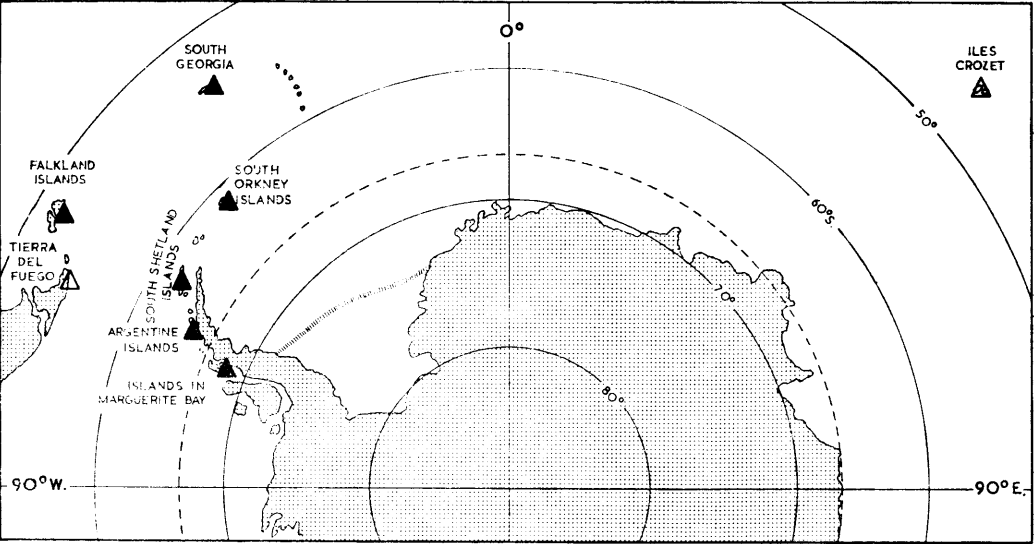 0°
SOUTH
GEORGIA
ILES
CROZET
50°
FALKLAND
ISLANDS
SOUTH
ORKNEY
ISLANDS
60°S.
TIERRA
DEL
FUEGO
SOUTH SHETLAND
ISLANDS
70°
ARGENTINE
ISLANDS
ISLANDS IN
MARGUERITE BAY
80°
90°W.
90°E.